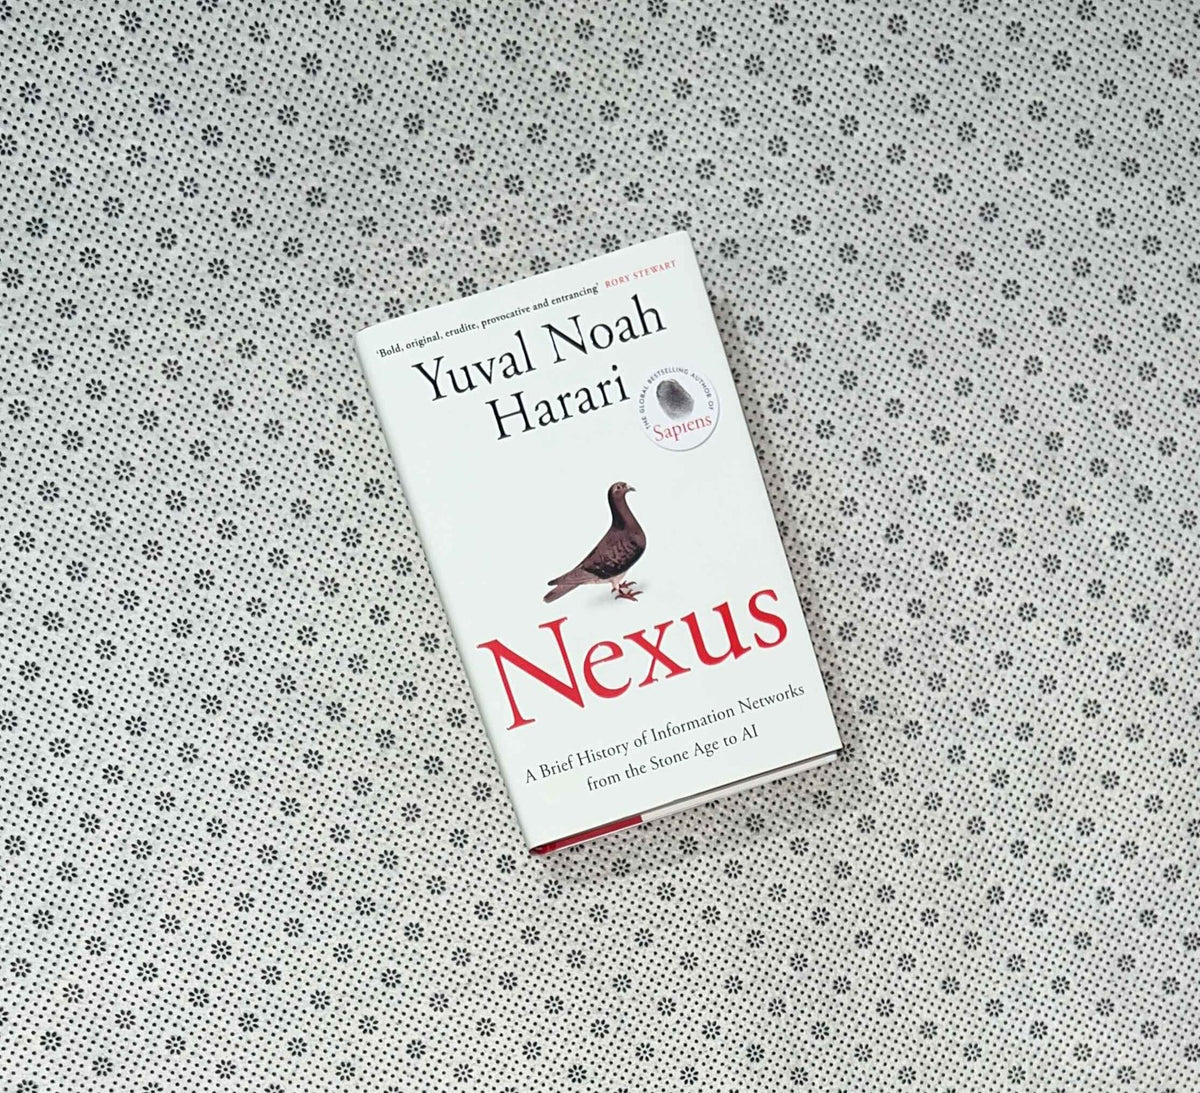 'Bold, original, erudite, provocative and entrancing' RORY STEWART
Yuval Noah
Harari
THE GLOBAL BESTSELLING AUTHOR OF
Sapiens
Nexus
A Brief History of Information Networks
from the Stone Age to AI